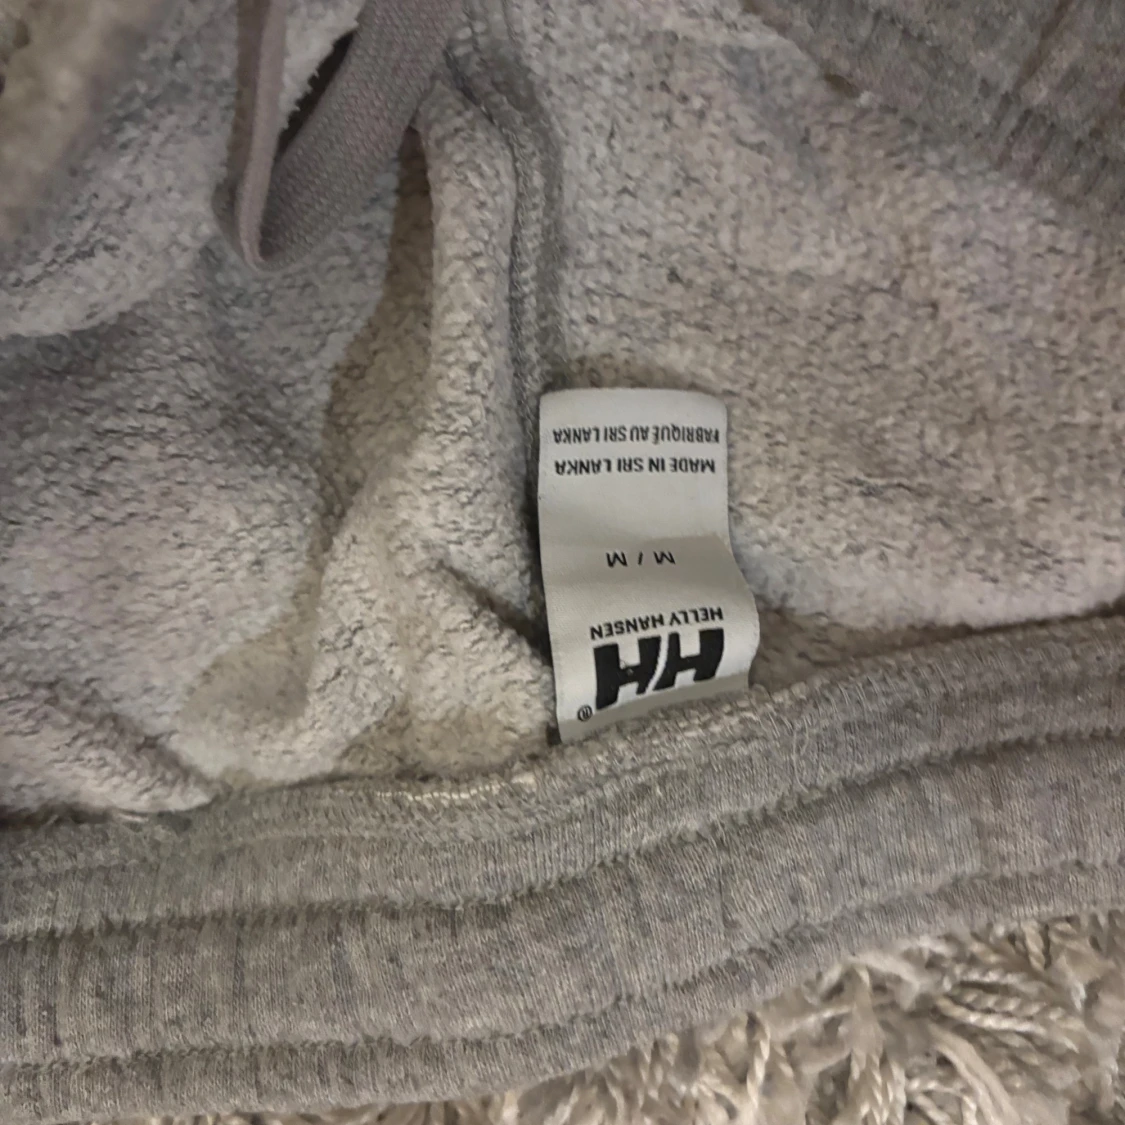 HH®
HELLY HANSEN
M / M
MADE IN SRI LANKA
FABRIQUÉ AU SRI LANKA